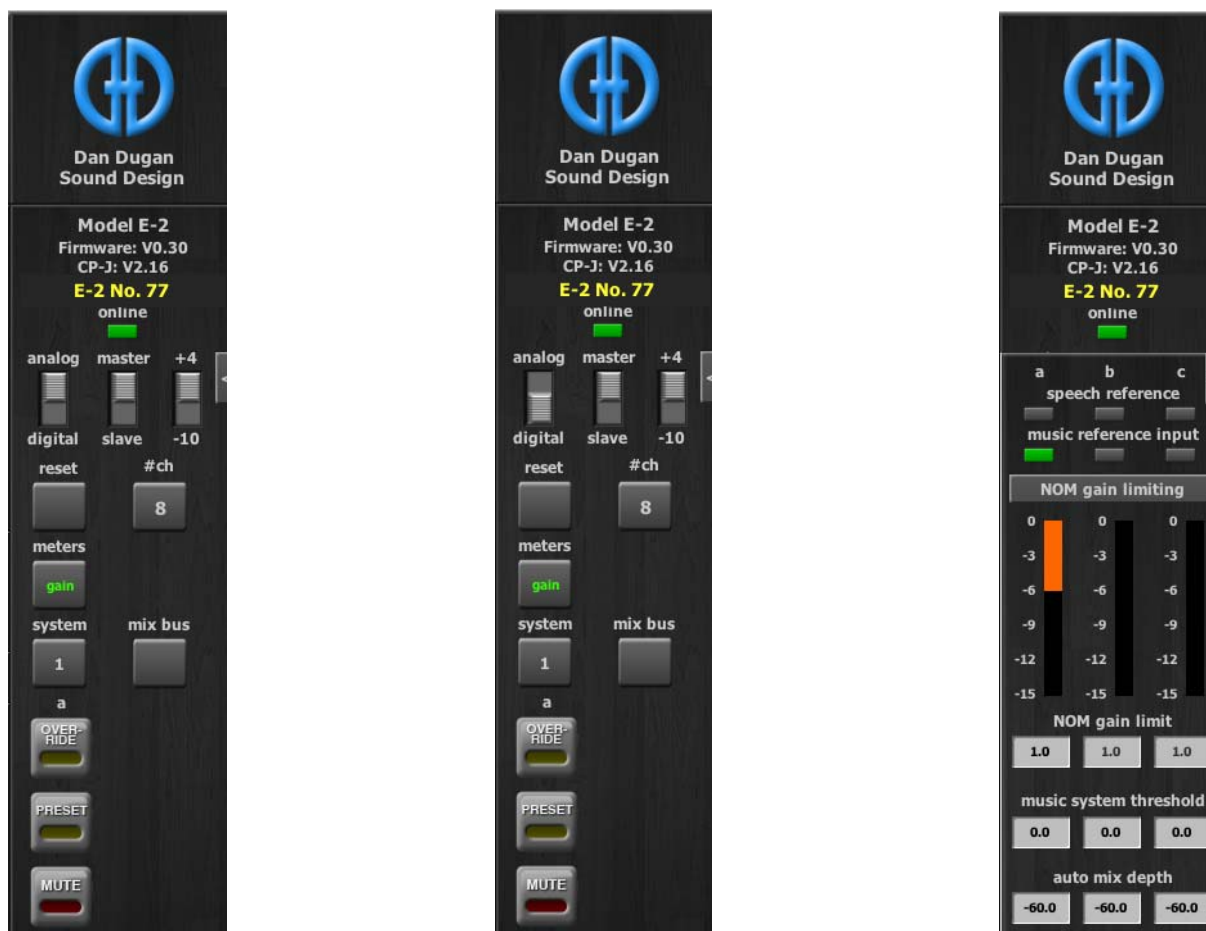 Dan Dugan
Sound Design
Model E-2
Firmware: V0.30
CP-J: V2.16
E-2 No. 77
online
analog master +4
<
digital slave -10
reset #ch
8
meters
gain
system mix bus
1
a
OVER-
RIDE
PRESET
MUTE
Dan Dugan
Sound Design
Model E-2
Firmware: V0.30
CP-J: V2.16
E-2 No. 77
online
analog master +4
<
digital slave -10
reset #ch
8
meters
gain
system mix bus
1
a
OVER-
RIDE
PRESET
MUTE
Dan Dugan
Sound Design
Model E-2
Firmware: V0.30
CP-J: V2.16
E-2 No. 77
online
a b c
speech reference
music reference input
NOM gain limiting
0 0 0
-3 -3 -3
-6 -6 -6
-9 -9 -9
-12 -12 -12
-15 -15 -15
NOM gain limit
1.0 1.0 1.0
music system threshold
0.0 0.0 0.0
auto mix depth
-60.0 -60.0 -60.0